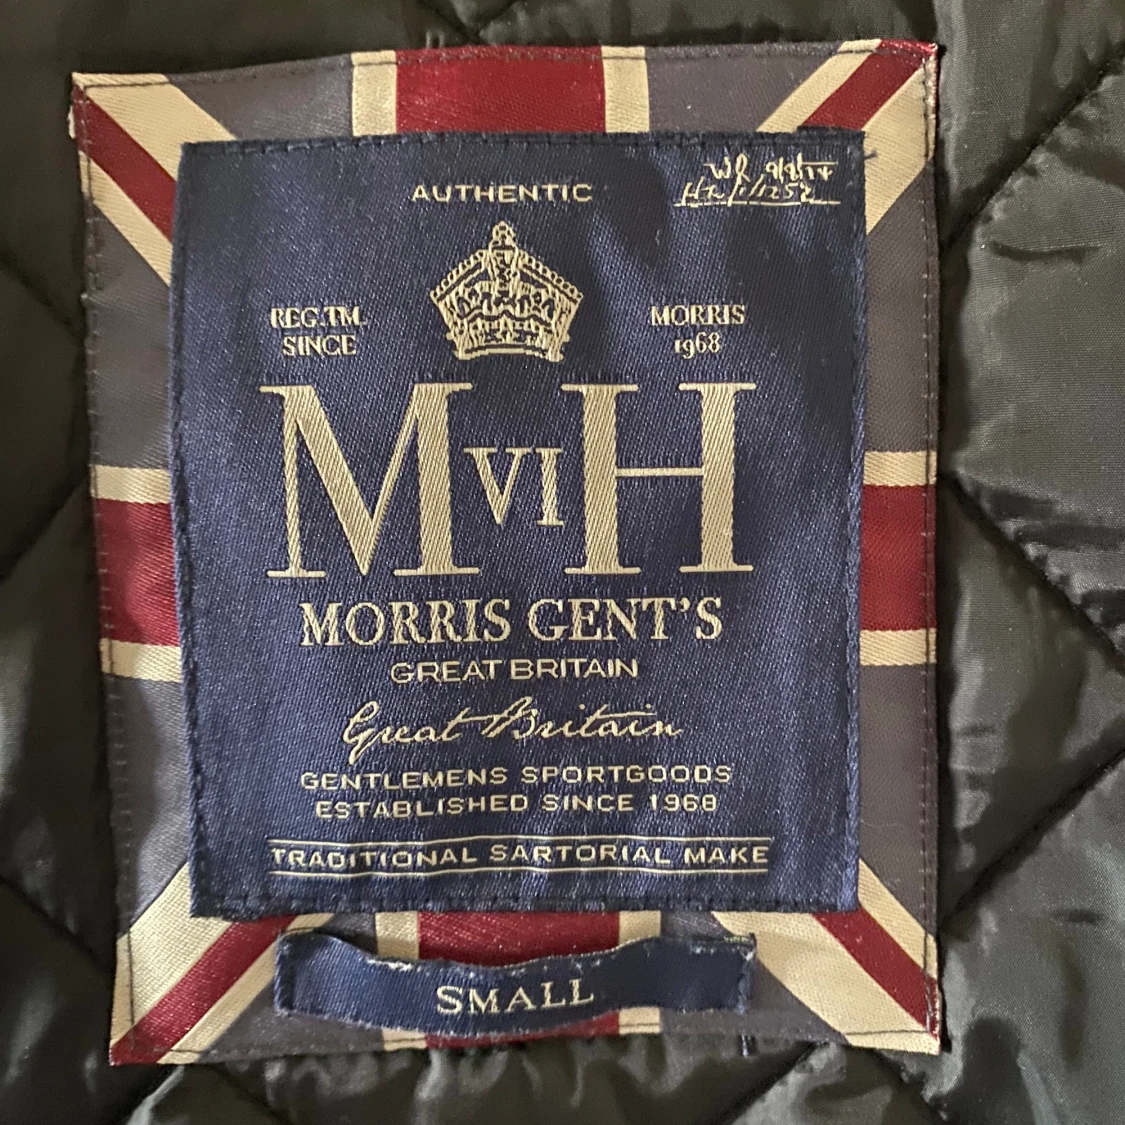 AUTHENTIC
REG.TM.
SINCE
MORRIS
1968
MVIH
MORRIS GENT'S
GREAT BRITAIN
Great Britain
GENTLEMENS SPORTGOODS
ESTABLISHED SINCE 1968
TRADITIONAL SARTORIAL MAKE
SMALL